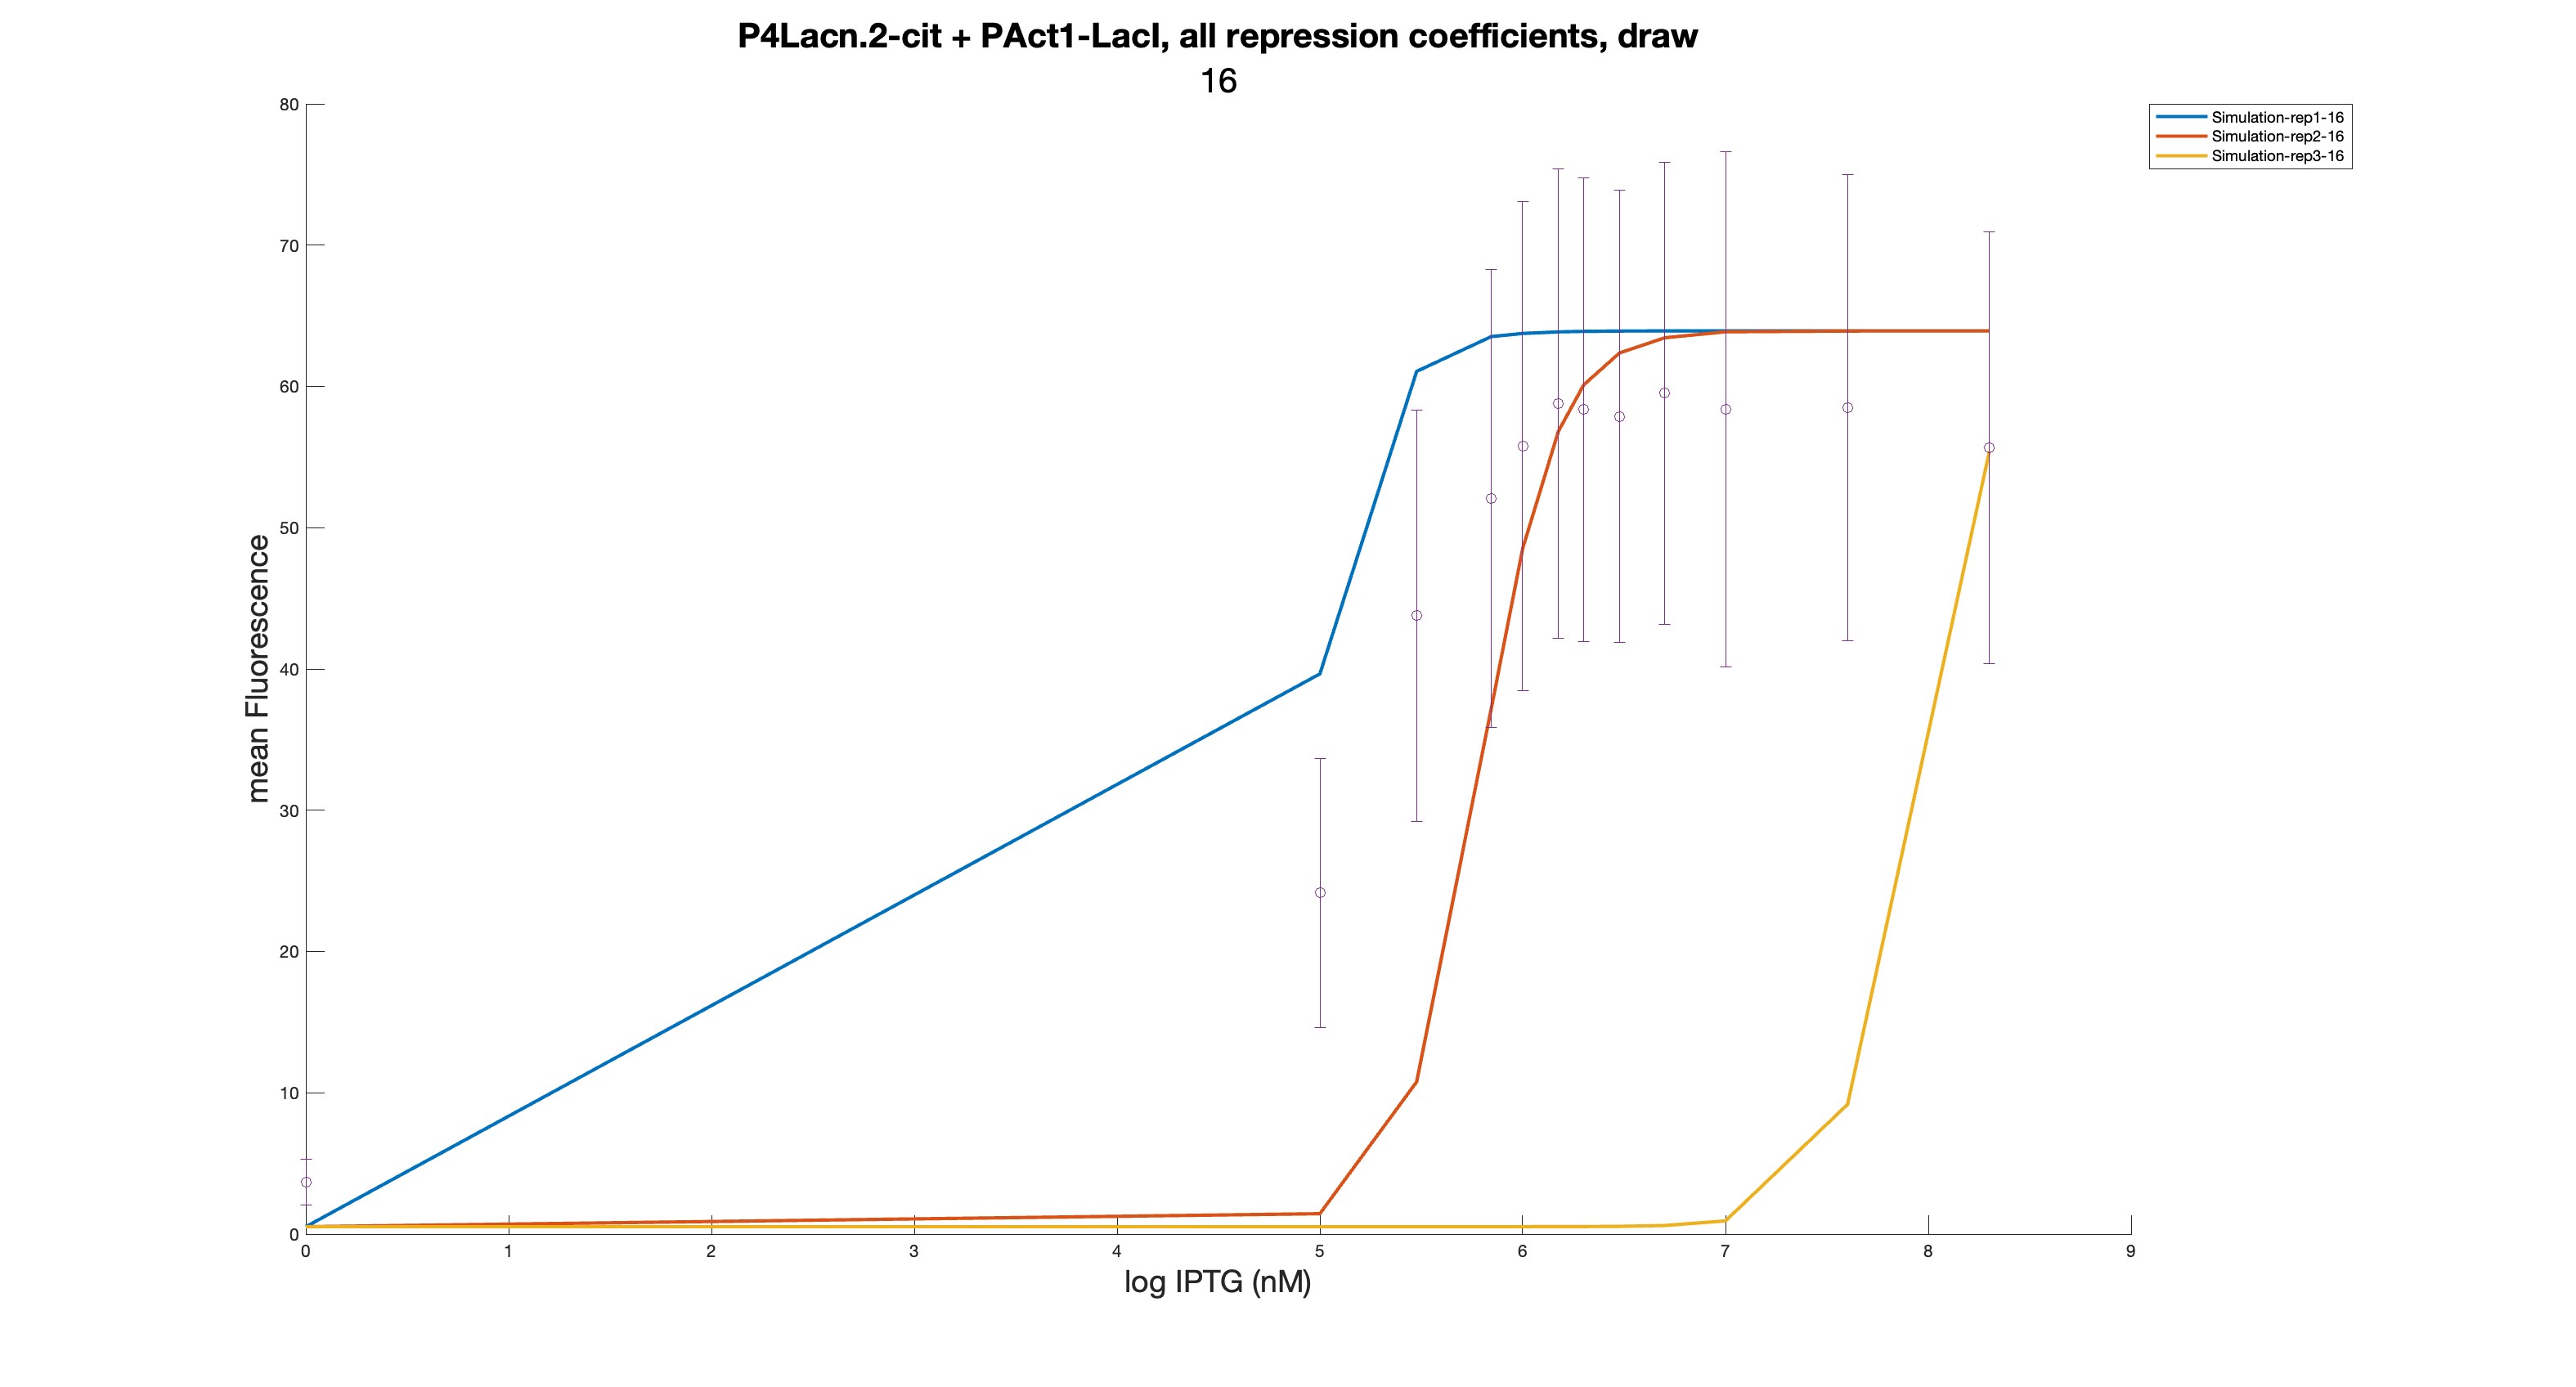 P4Lacn.2-cit + PAct1-LacI, all repression coefficients, draw
16
80
70
60
50
40
30
20
10
0
mean Fluorescence
0 1 2 3 4 5 6 7 8 9
log IPTG (nM)
Simulation-rep1-16
Simulation-rep2-16
Simulation-rep3-16